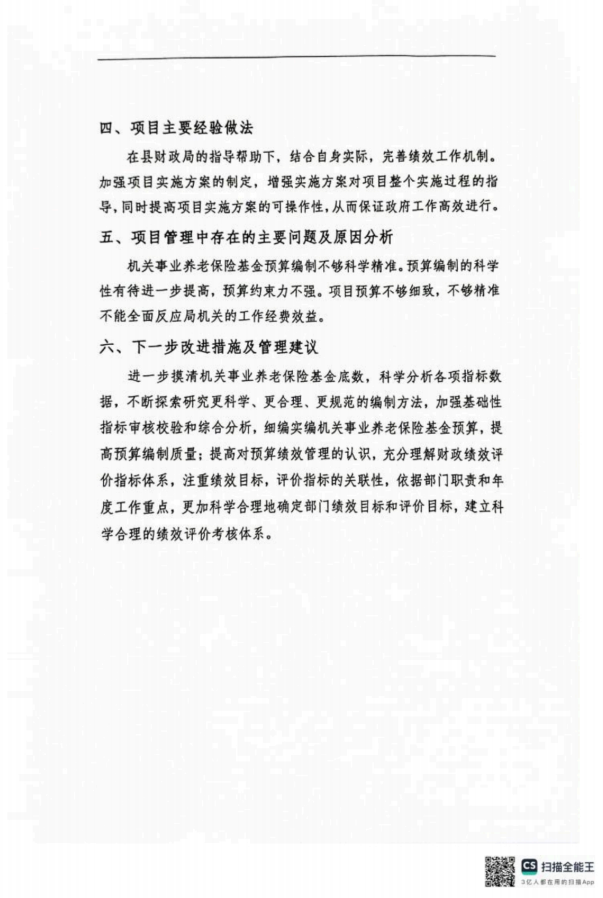 四、项目主要经验做法
在县财政局的指导帮助下，结合自身实际，完善绩效工作机制。
加强项目实施方案的制定，增强实施方案对项目整个实施过程的指
导，同时提高项目实施方案的可操作性，从而保证政府工作高效进行。
五、项目管理中存在的主要问题及原因分析
机关事业养老保险基金预算编制不够科学精准。预算编制的科学
性有待进一步提高，预算约束力不强。项目预算不够细致，不够精准
不能全面反应局机关的工作经费效益。
六、下一步改进措施及管理建议
进一步摸清机关事业养老保险基金底数，科学分析各项指标数
据，不断探索研究更科学、更合理、更规范的编制方法，加强基础性
指标审核校验和综合分析，细编实编机关事业养老保险基金预算，提
高预算编制质量；提高对预算绩效管理的认识，充分理解财政绩效评
价指标体系，注重绩效目标，评价指标的关联性，依据部门职责和年
度工作重点，更加科学合理地确定部门绩效目标和评价目标，建立科
学合理的绩效评价考核体系。
CS 扫描全能王
3亿人都在用的扫描App